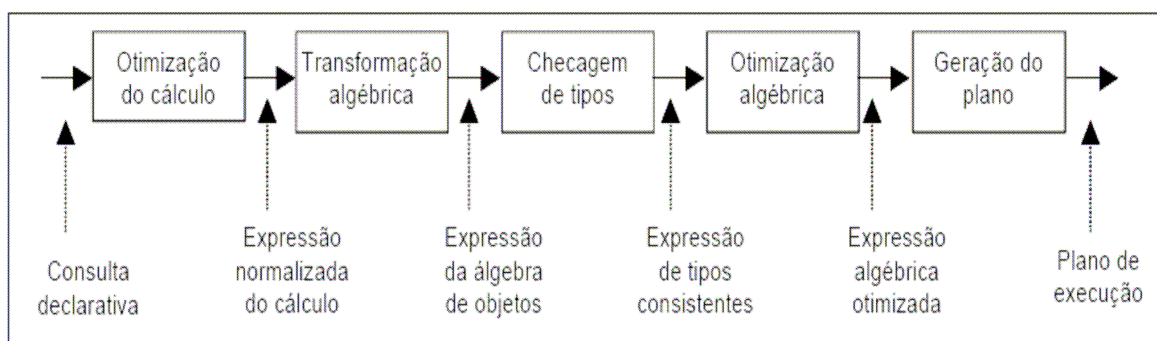 Otimização
do cálculo
Transformação
algébrica
Checagem
de tipos
Otimização
algébrica
Geração do
plano
Consulta
declarativa
Expressão
normalizada
do cálculo
Expressão
da álgebra
de objetos
Expressão
de tipos
consistentes
Expressão
algébrica
otimizada
Plano de
execução